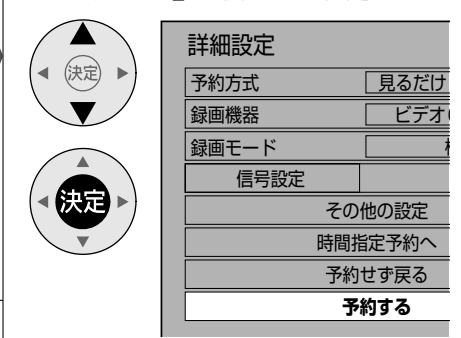 決定
決定
詳細設定
予約方式 見るだけ
録画機器 ビデオ
録画モード
信号設定
その他の設定
時間指定予約へ
予約せず戻る
予約する